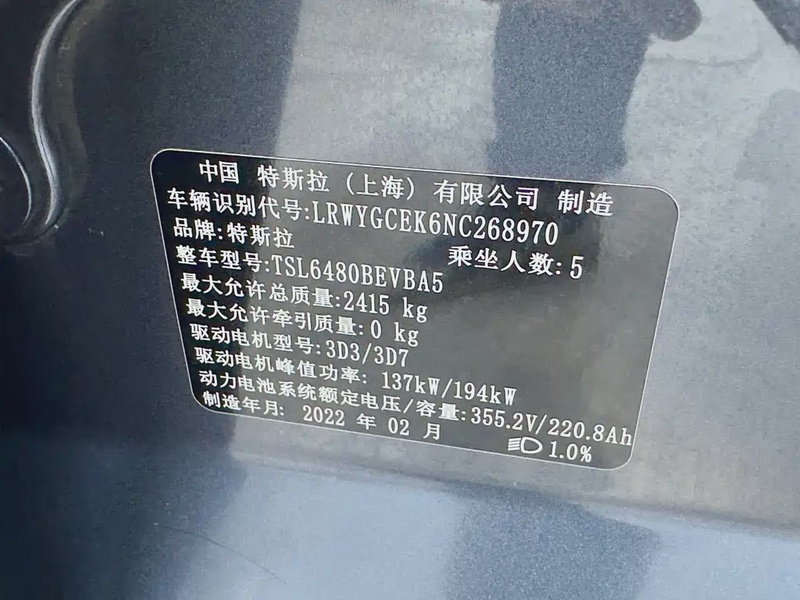 中国 特斯拉 (上海) 有限公司 制造
车辆识别代号:LRWYGCEK6NC268970
品牌:特斯拉 乘坐人数:5
整车型号:TSL6480BEVBA5
最大允许总质量:2415 kg
最大允许牵引质量:0 kg
驱动电机型号:3D3/3D7
驱动电机峰值功率: 137kW/194kW
动力电池系统额定电压/容量:355.2V/220.8Ah
制造年月: 2022 年 02 月 1.0%